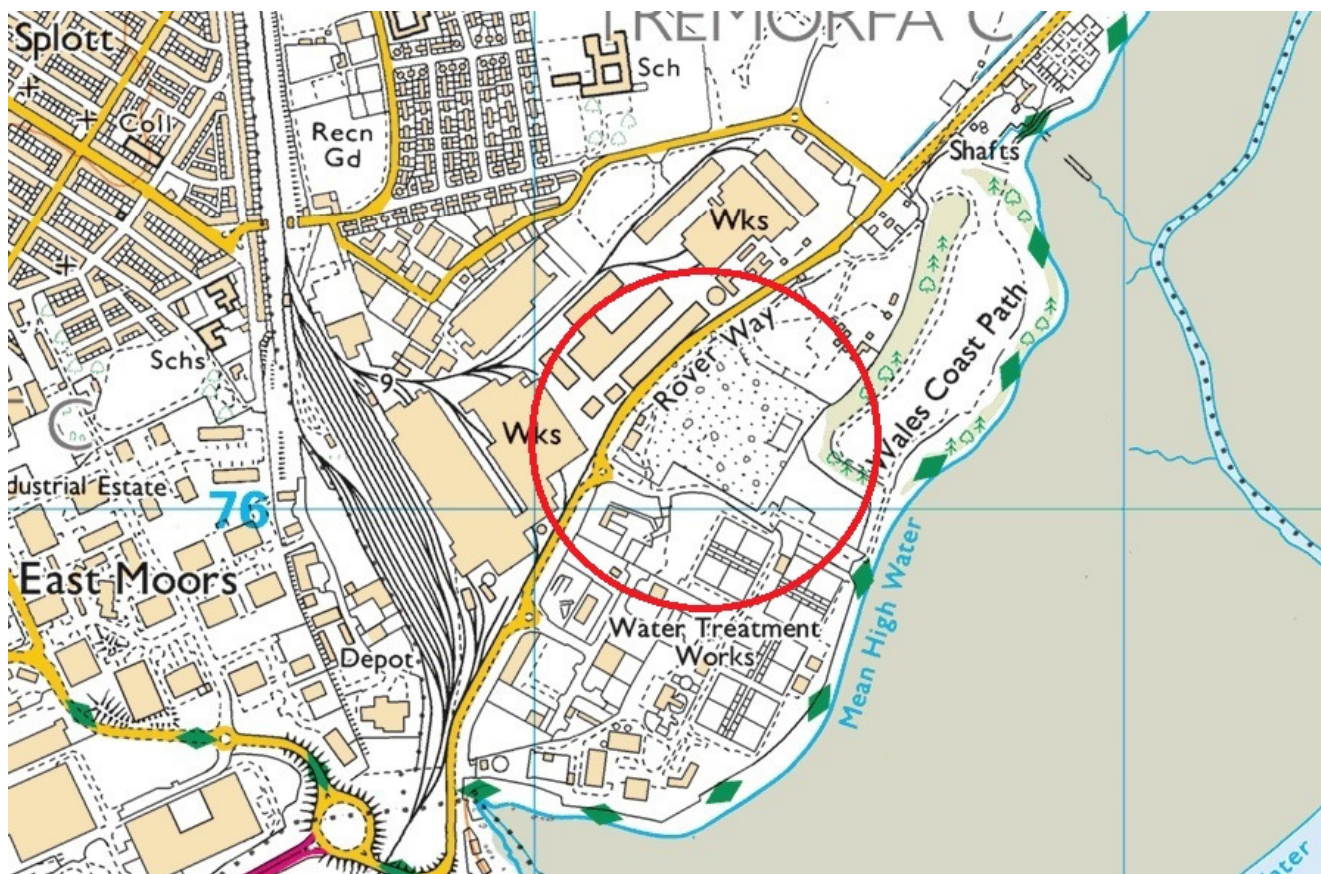 Splott
TREMORFA C
Sch
Coll
Recn
Gd
Shafts
Wks
Rover Way
Wales Coast Path
Schs
9
C
Wks
dustrial Estate
76
East Moors
Mean High Water
Water Treatment
Works
Depot
ter